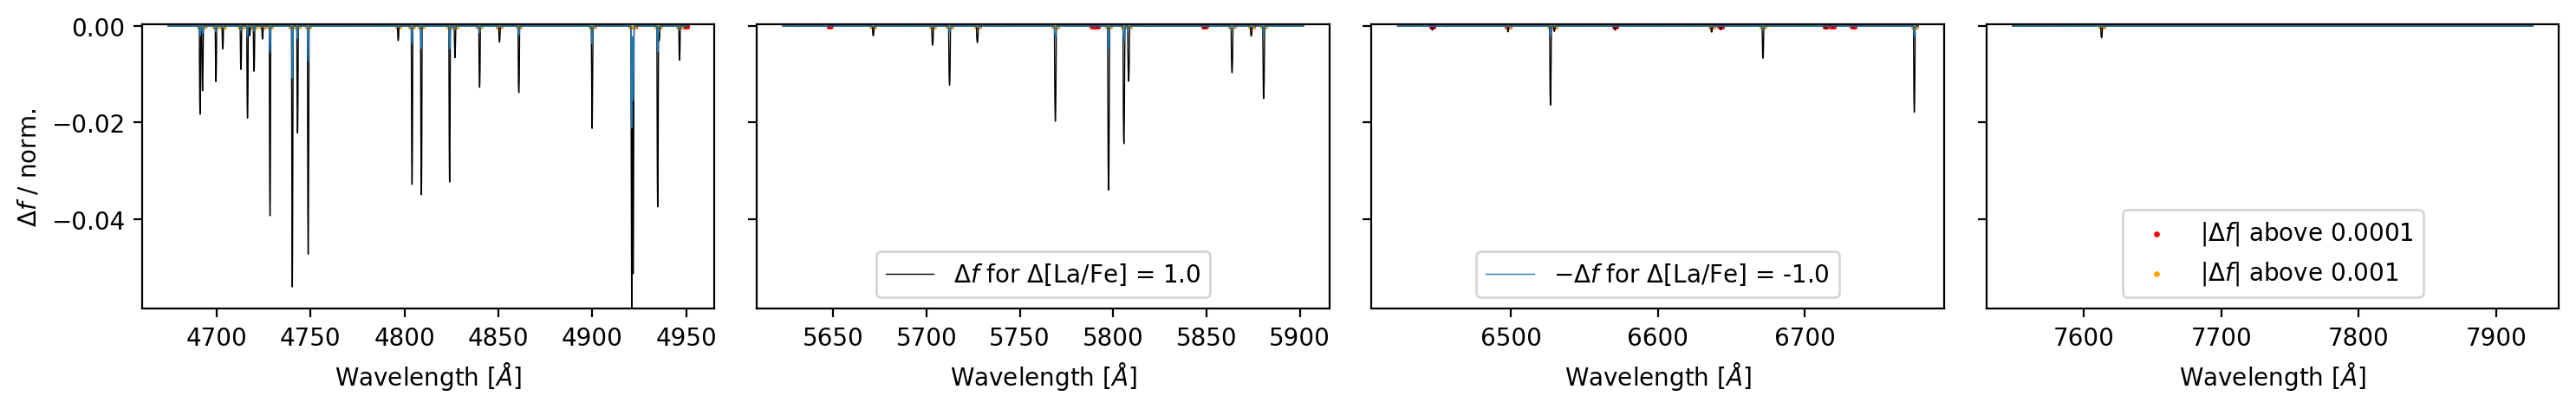 Δf / norm.
0.00
−0.02
−0.04
4700 4750 4800 4850 4900 4950
Wavelength [Å]
Δf for Δ[La/Fe] = 1.0
5650 5700 5750 5800 5850 5900
Wavelength [Å]
−Δf for Δ[La/Fe] = -1.0
6500 6600 6700
Wavelength [Å]
|Δf| above 0.0001
|Δf| above 0.001
7600 7700 7800 7900
Wavelength [Å]